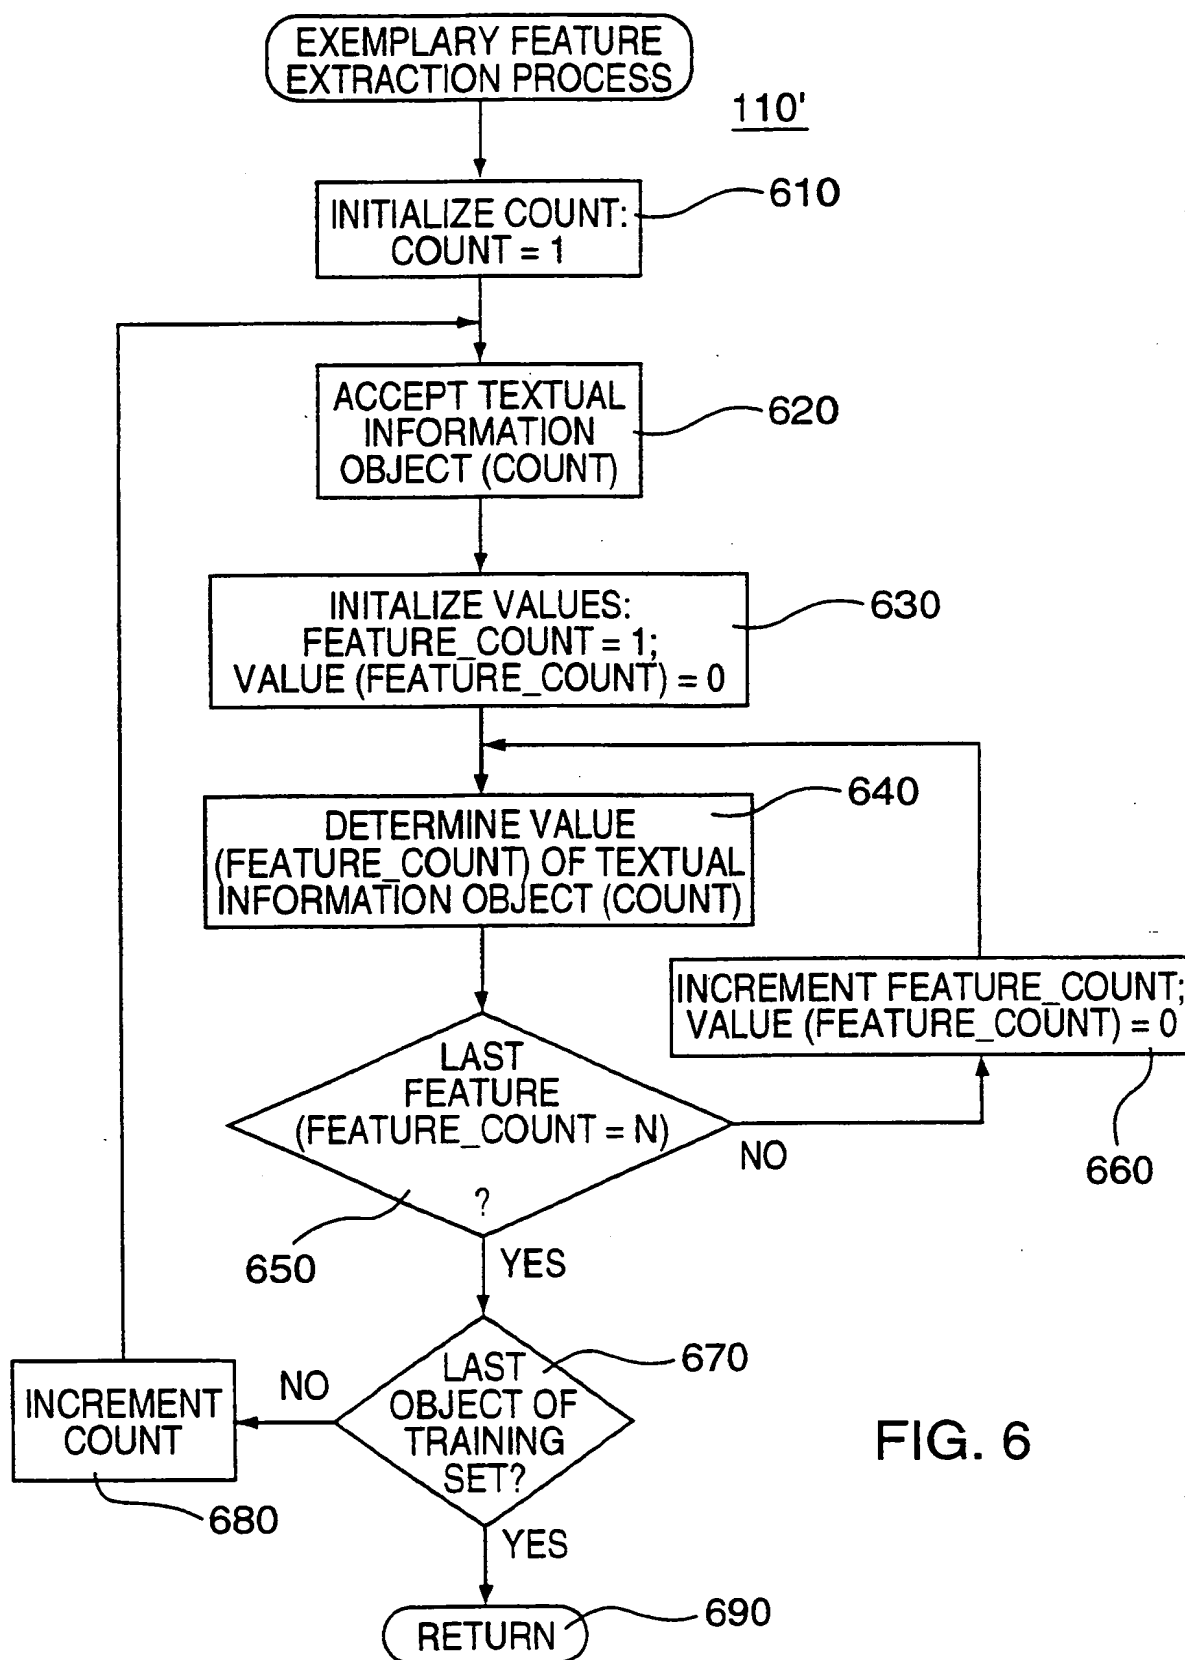 EXEMPLARY FEATURE
EXTRACTION PROCESS
110'
INITIALIZE COUNT:
COUNT = 1
610
ACCEPT TEXTUAL
INFORMATION
OBJECT (COUNT)
620
INITALIZE VALUES:
FEATURE_COUNT = 1;
VALUE (FEATURE_COUNT) = 0
630
DETERMINE VALUE
(FEATURE_COUNT) OF TEXTUAL
INFORMATION OBJECT (COUNT)
640
INCREMENT FEATURE_COUNT;
VALUE (FEATURE_COUNT) = 0
660
LAST
FEATURE
(FEATURE_COUNT = N)
?
NO
650
YES
LAST
OBJECT OF
TRAINING
SET?
670
NO
INCREMENT
COUNT
680
YES
RETURN
690
FIG. 6